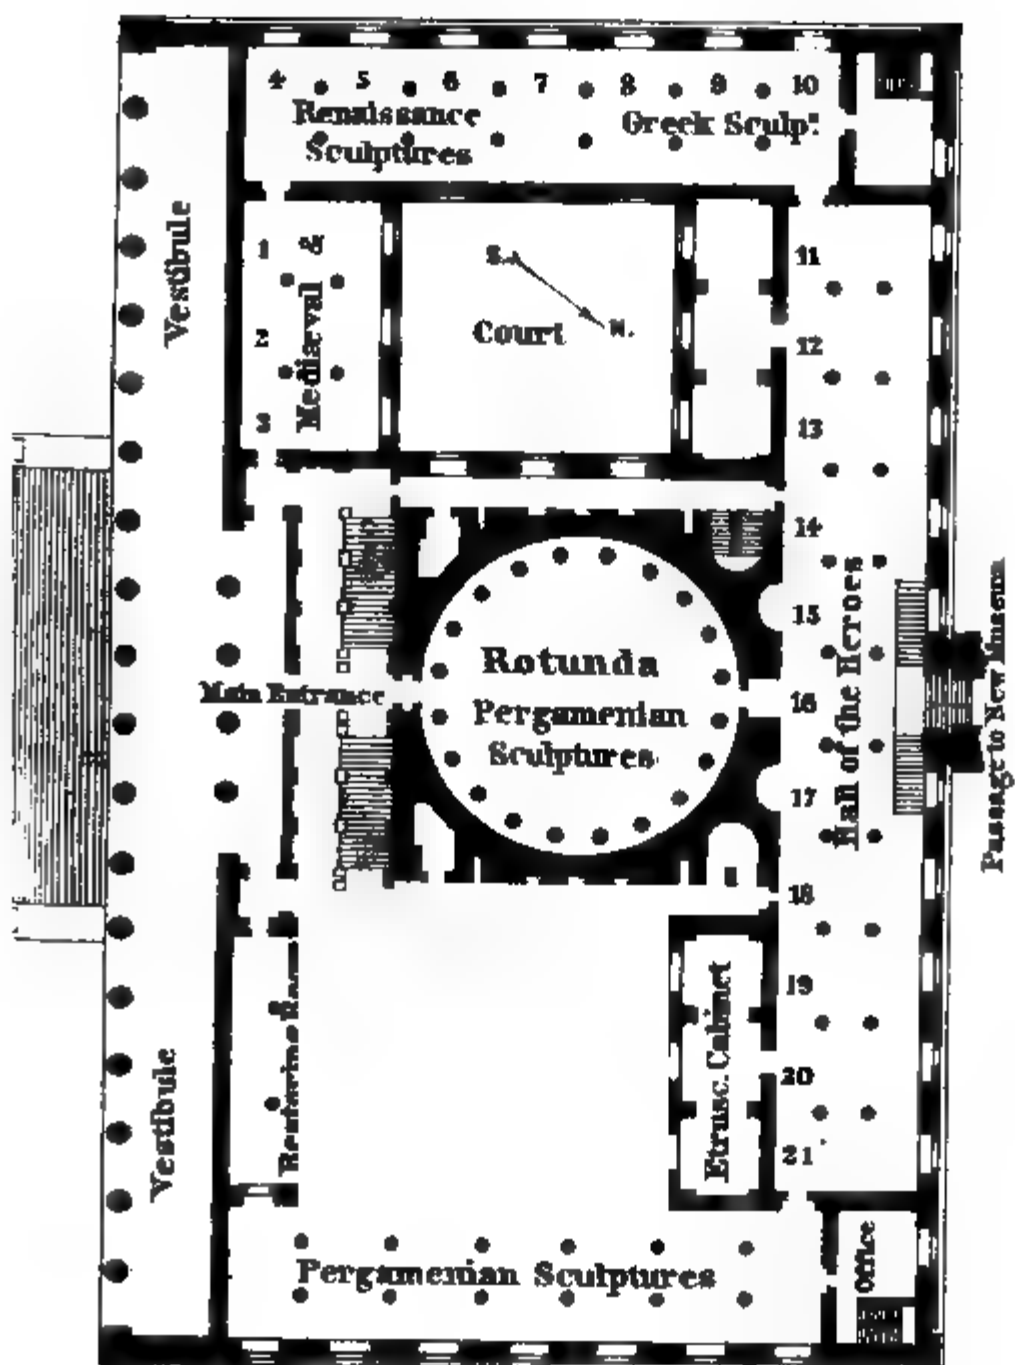 4 5 6 7 8 9 10
Renaissance
Sculptures
Greek Sculpt.
Vestibule
1
2
3
Mediæval &
S.
N.
Court
11
12
13
14
15
16
17
18
19
20
21
Main Entrance
Rotunda
Pergamenian
Sculptures
Hall of the Heroes
Passage to New Museum
Vestibule
Etrusc. Cabinet
Pergamenian Sculptures
Office